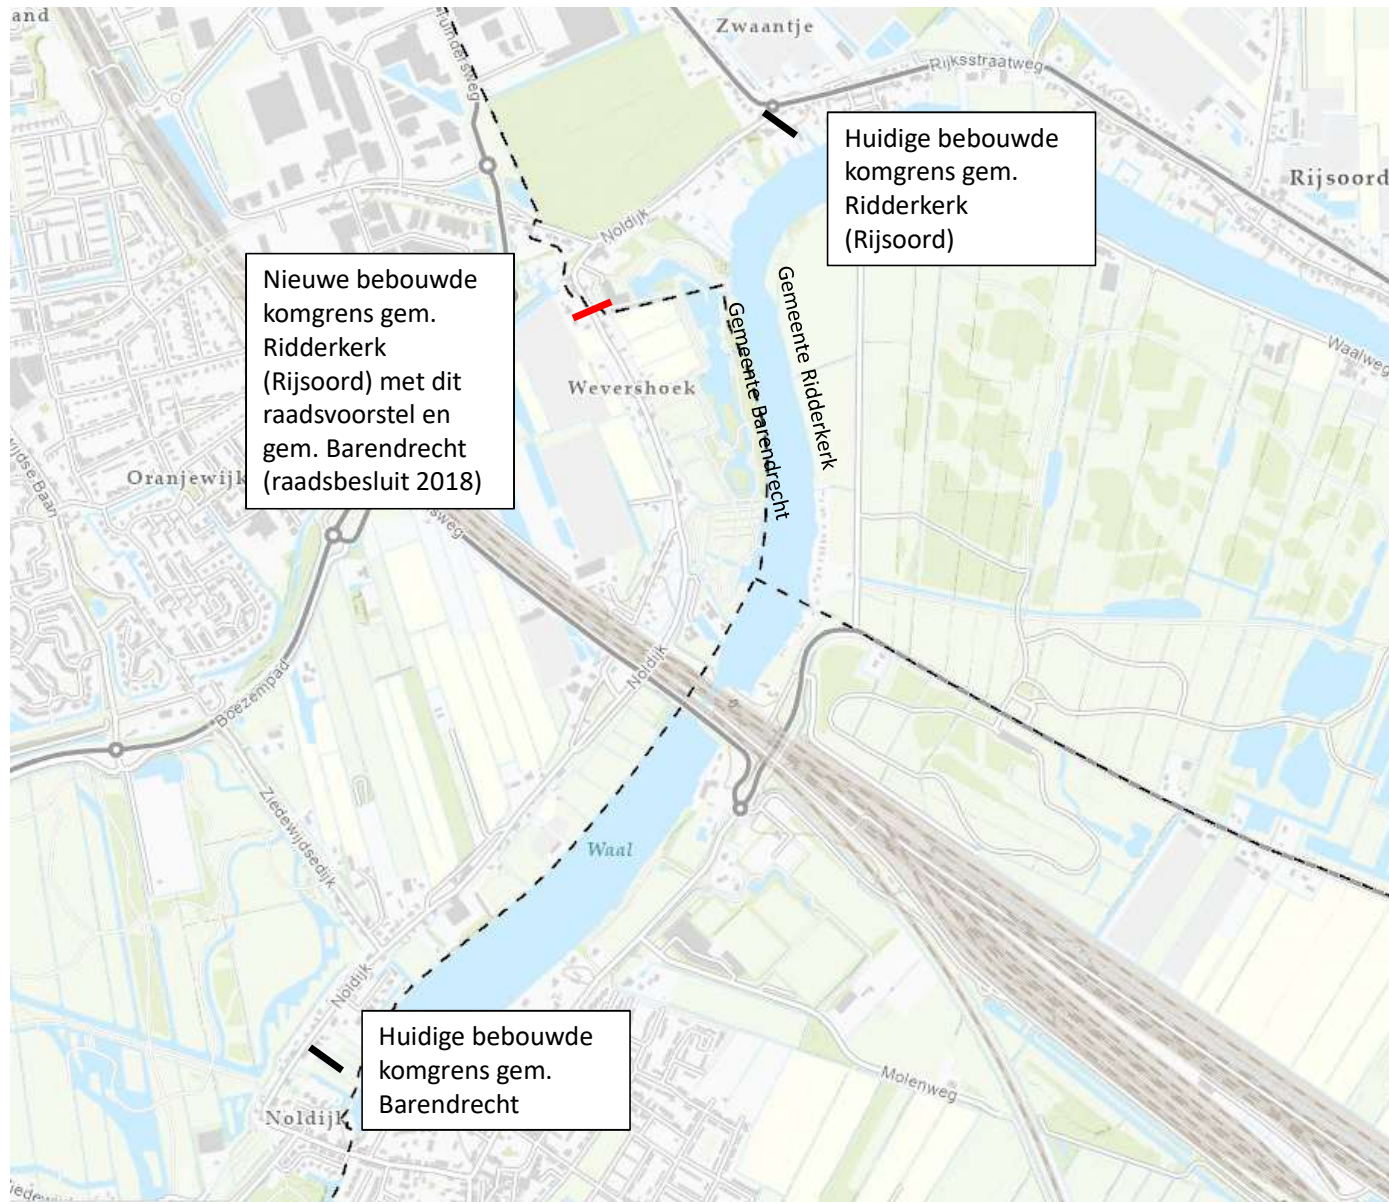 Zwaantje
Rijksstraatweg
Huidige bebouwde
komgrens gem.
Ridderkerk
(Rijsoord)
Rijsoord
Noldijk
Nieuwe bebouwde
komgrens gem.
Ridderkerk
(Rijsoord) met dit
raadsvoorstel en
gem. Barendrecht
(raadsbesluit 2018)
Gemeente Barendrecht
Gemeente Ridderkerk
Waalweg
Wevershoek
Oranjewijk
Noldijk
Boezempad
Ziedewijdsedijk
Waal
Noldijk
Huidige bebouwde
komgrens gem.
Barendrecht
Molenweg
Noldijk